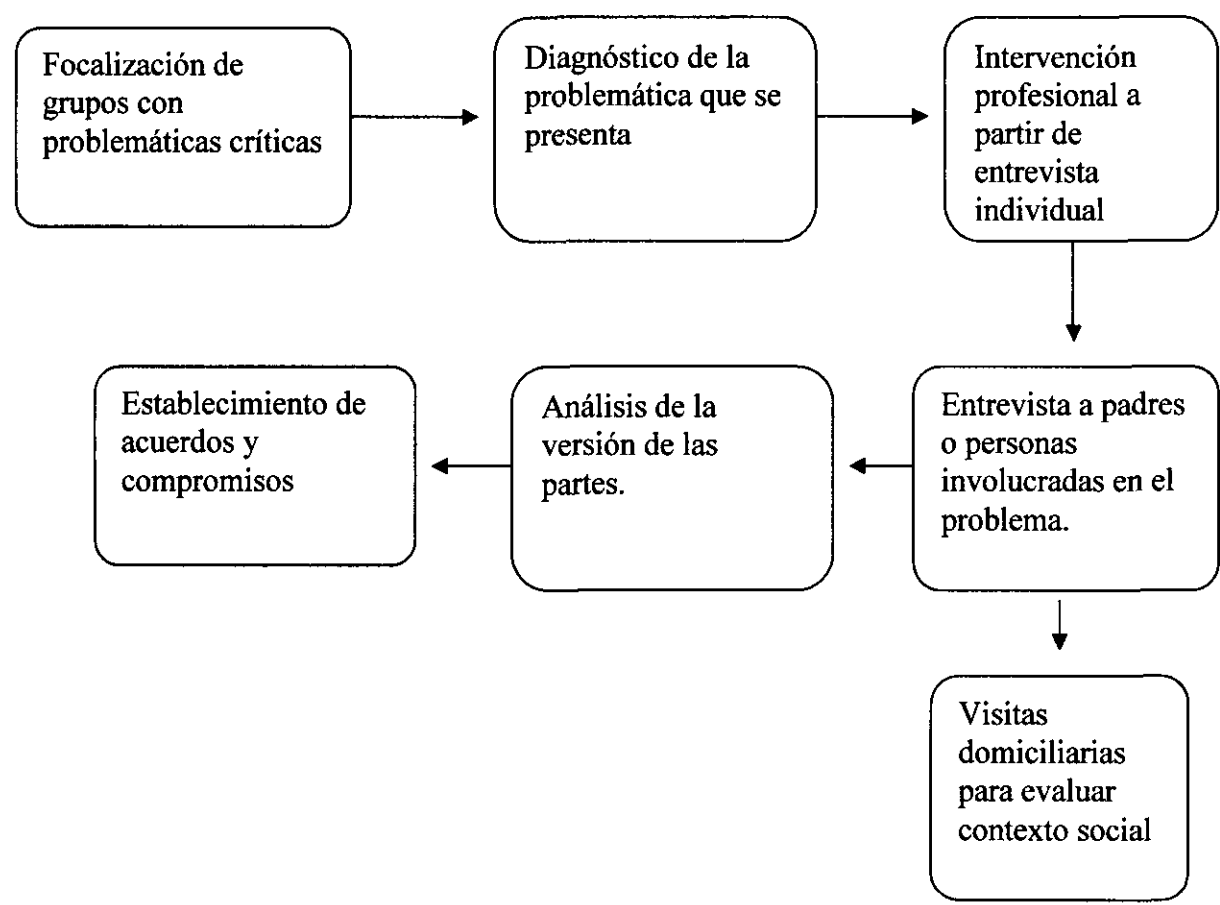 Focalización de
grupos con
problemáticas críticas
Diagnóstico de la
problemática que se
presenta
Intervención
profesional a
partir de
entrevista
individual
Establecimiento de
acuerdos y
compromisos
Análisis de la
versión de las
partes.
Entrevista a padres
o personas
involucradas en el
problema.
Visitas
domiciliarias
para evaluar
contexto social